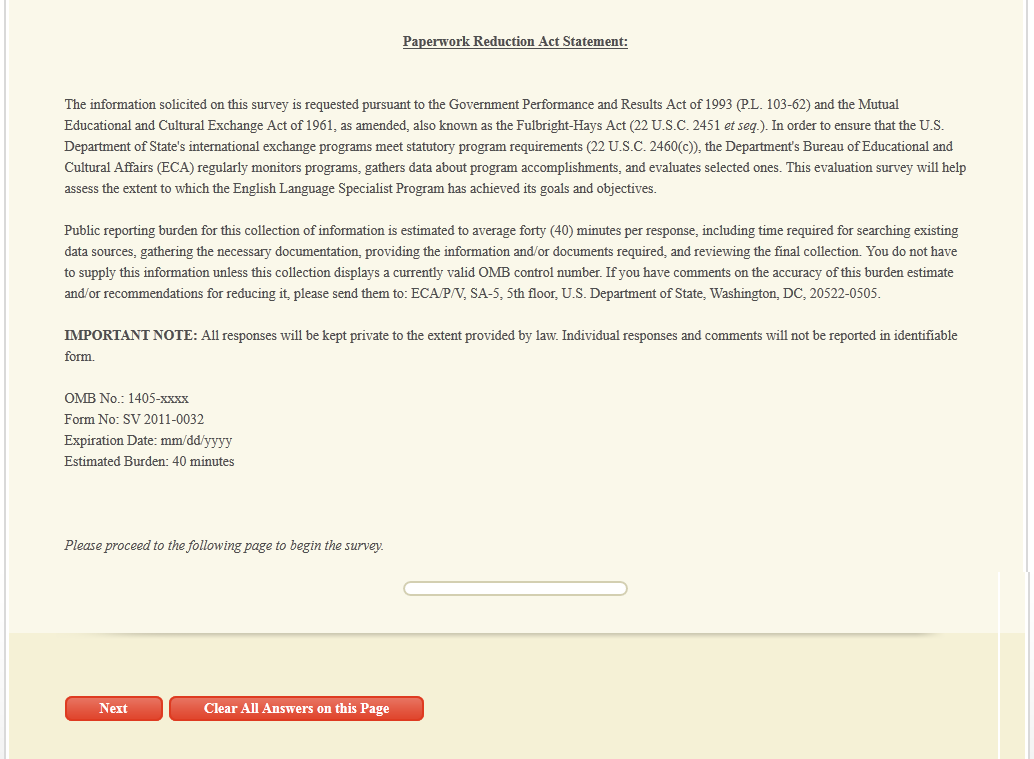 Paperwork Reduction Act Statement:
The information solicited on this survey is requested pursuant to the Government Performance and Results Act of 1993 (P.L. 103-62) and the Mutual
Educational and Cultural Exchange Act of 1961, as amended, also known as the Fulbright-Hays Act (22 U.S.C. 2451 et seq.). In order to ensure that the U.S.
Department of State's international exchange programs meet statutory program requirements (22 U.S.C. 2460(c)), the Department's Bureau of Educational and
Cultural Affairs (ECA) regularly monitors programs, gathers data about program accomplishments, and evaluates selected ones. This evaluation survey will help
assess the extent to which the English Language Specialist Program has achieved its goals and objectives.
Public reporting burden for this collection of information is estimated to average forty (40) minutes per response, including time required for searching existing
data sources, gathering the necessary documentation, providing the information and/or documents required, and reviewing the final collection. You do not have
to supply this information unless this collection displays a currently valid OMB control number. If you have comments on the accuracy of this burden estimate
and/or recommendations for reducing it, please send them to: ECA/P/V, SA-5, 5th floor, U.S. Department of State, Washington, DC, 20522-0505.
IMPORTANT NOTE: All responses will be kept private to the extent provided by law. Individual responses and comments will not be reported in identifiable
form.
OMB No.: 1405-xxxx
Form No: SV 2011-0032
Expiration Date: mm/dd/yyyy
Estimated Burden: 40 minutes
Please proceed to the following page to begin the survey.
Next Clear All Answers on this Page